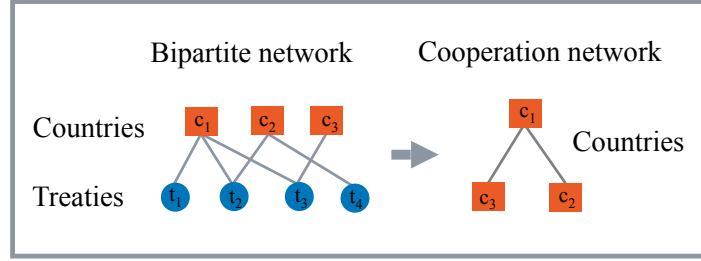 Bipartite network
Cooperation network
Countries
c₁ c₂ c₃
Treaties
t₁ t₂ t₃ t₄
c₁
Countries
c₃ c₂